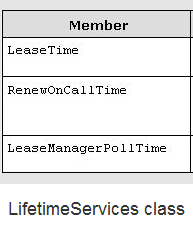 Member
LeaseTime
RenewOnCallTime
LeaseManagerPollTime
LifetimeServices class